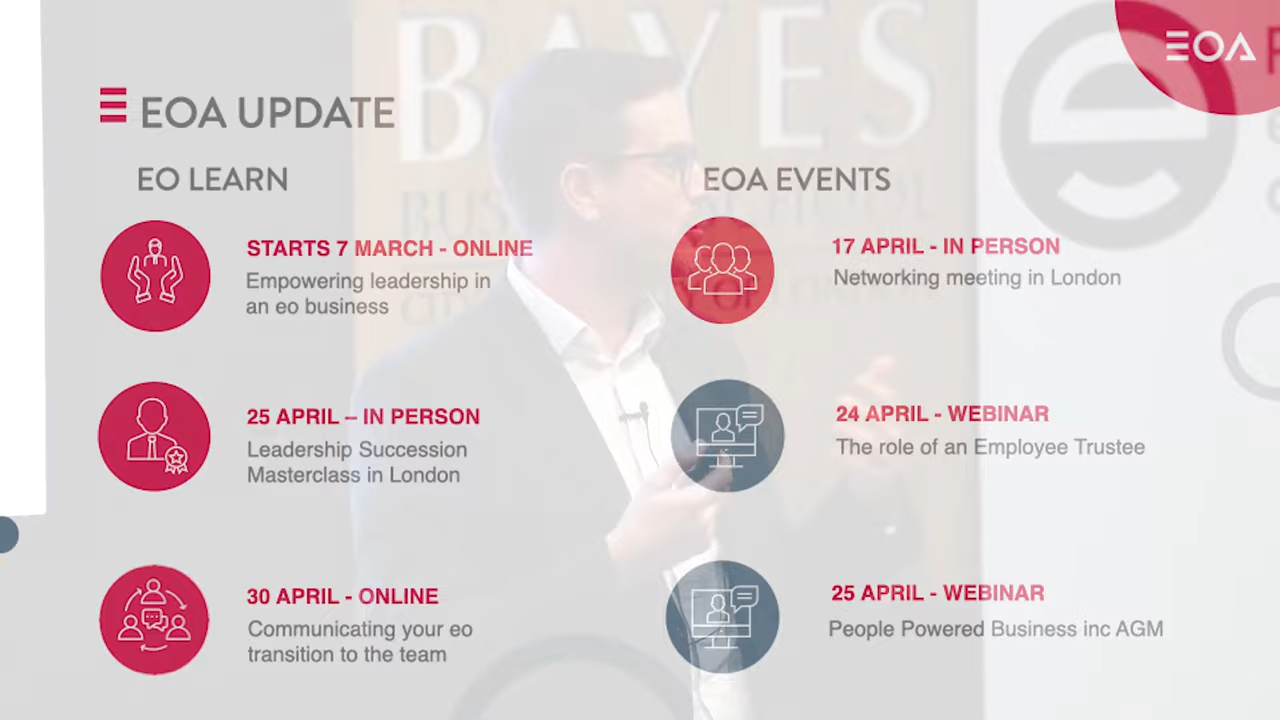 EOA
EOA UPDATE
EO LEARN
STARTS 7 MARCH - ONLINE
Empowering leadership in
an eo business
25 APRIL – IN PERSON
Leadership Succession
Masterclass in London
30 APRIL - ONLINE
Communicating your eo
transition to the team
EOA EVENTS
17 APRIL - IN PERSON
Networking meeting in London
24 APRIL - WEBINAR
The role of an Employee Trustee
25 APRIL - WEBINAR
People Powered Business inc AGM
BAYES
e